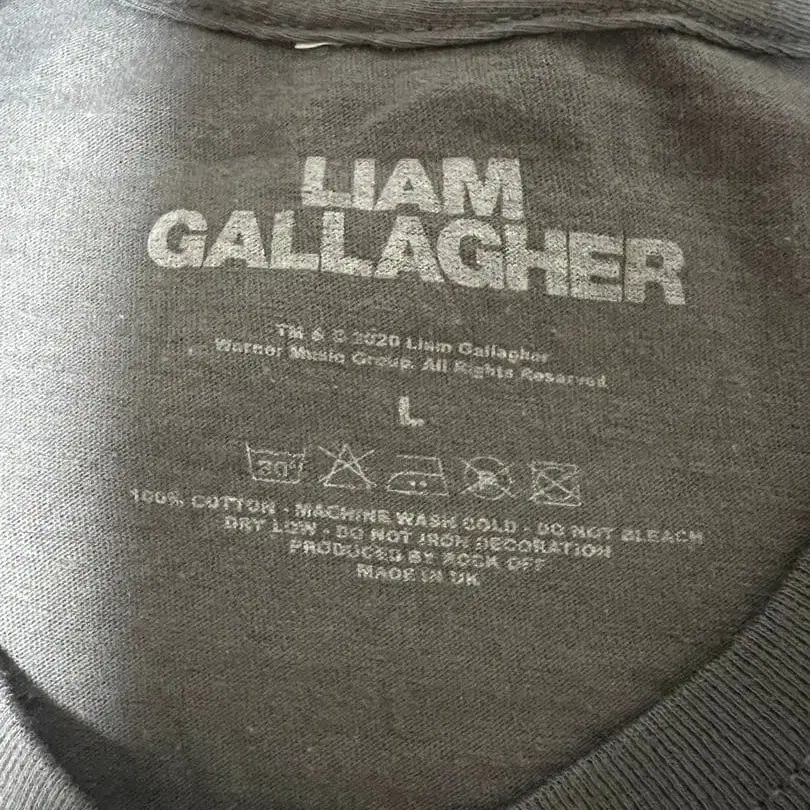 LIAM
GALLAGHER
TM & © 2020 Liam Gallagher
Warner Music Group. All Rights Reserved.
L
30°
100% COTTON - MACHINE WASH COLD - DO NOT BLEACH
DRY LOW - DO NOT IRON DECORATION
PRODUCED BY ROCK OFF
MADE IN UK